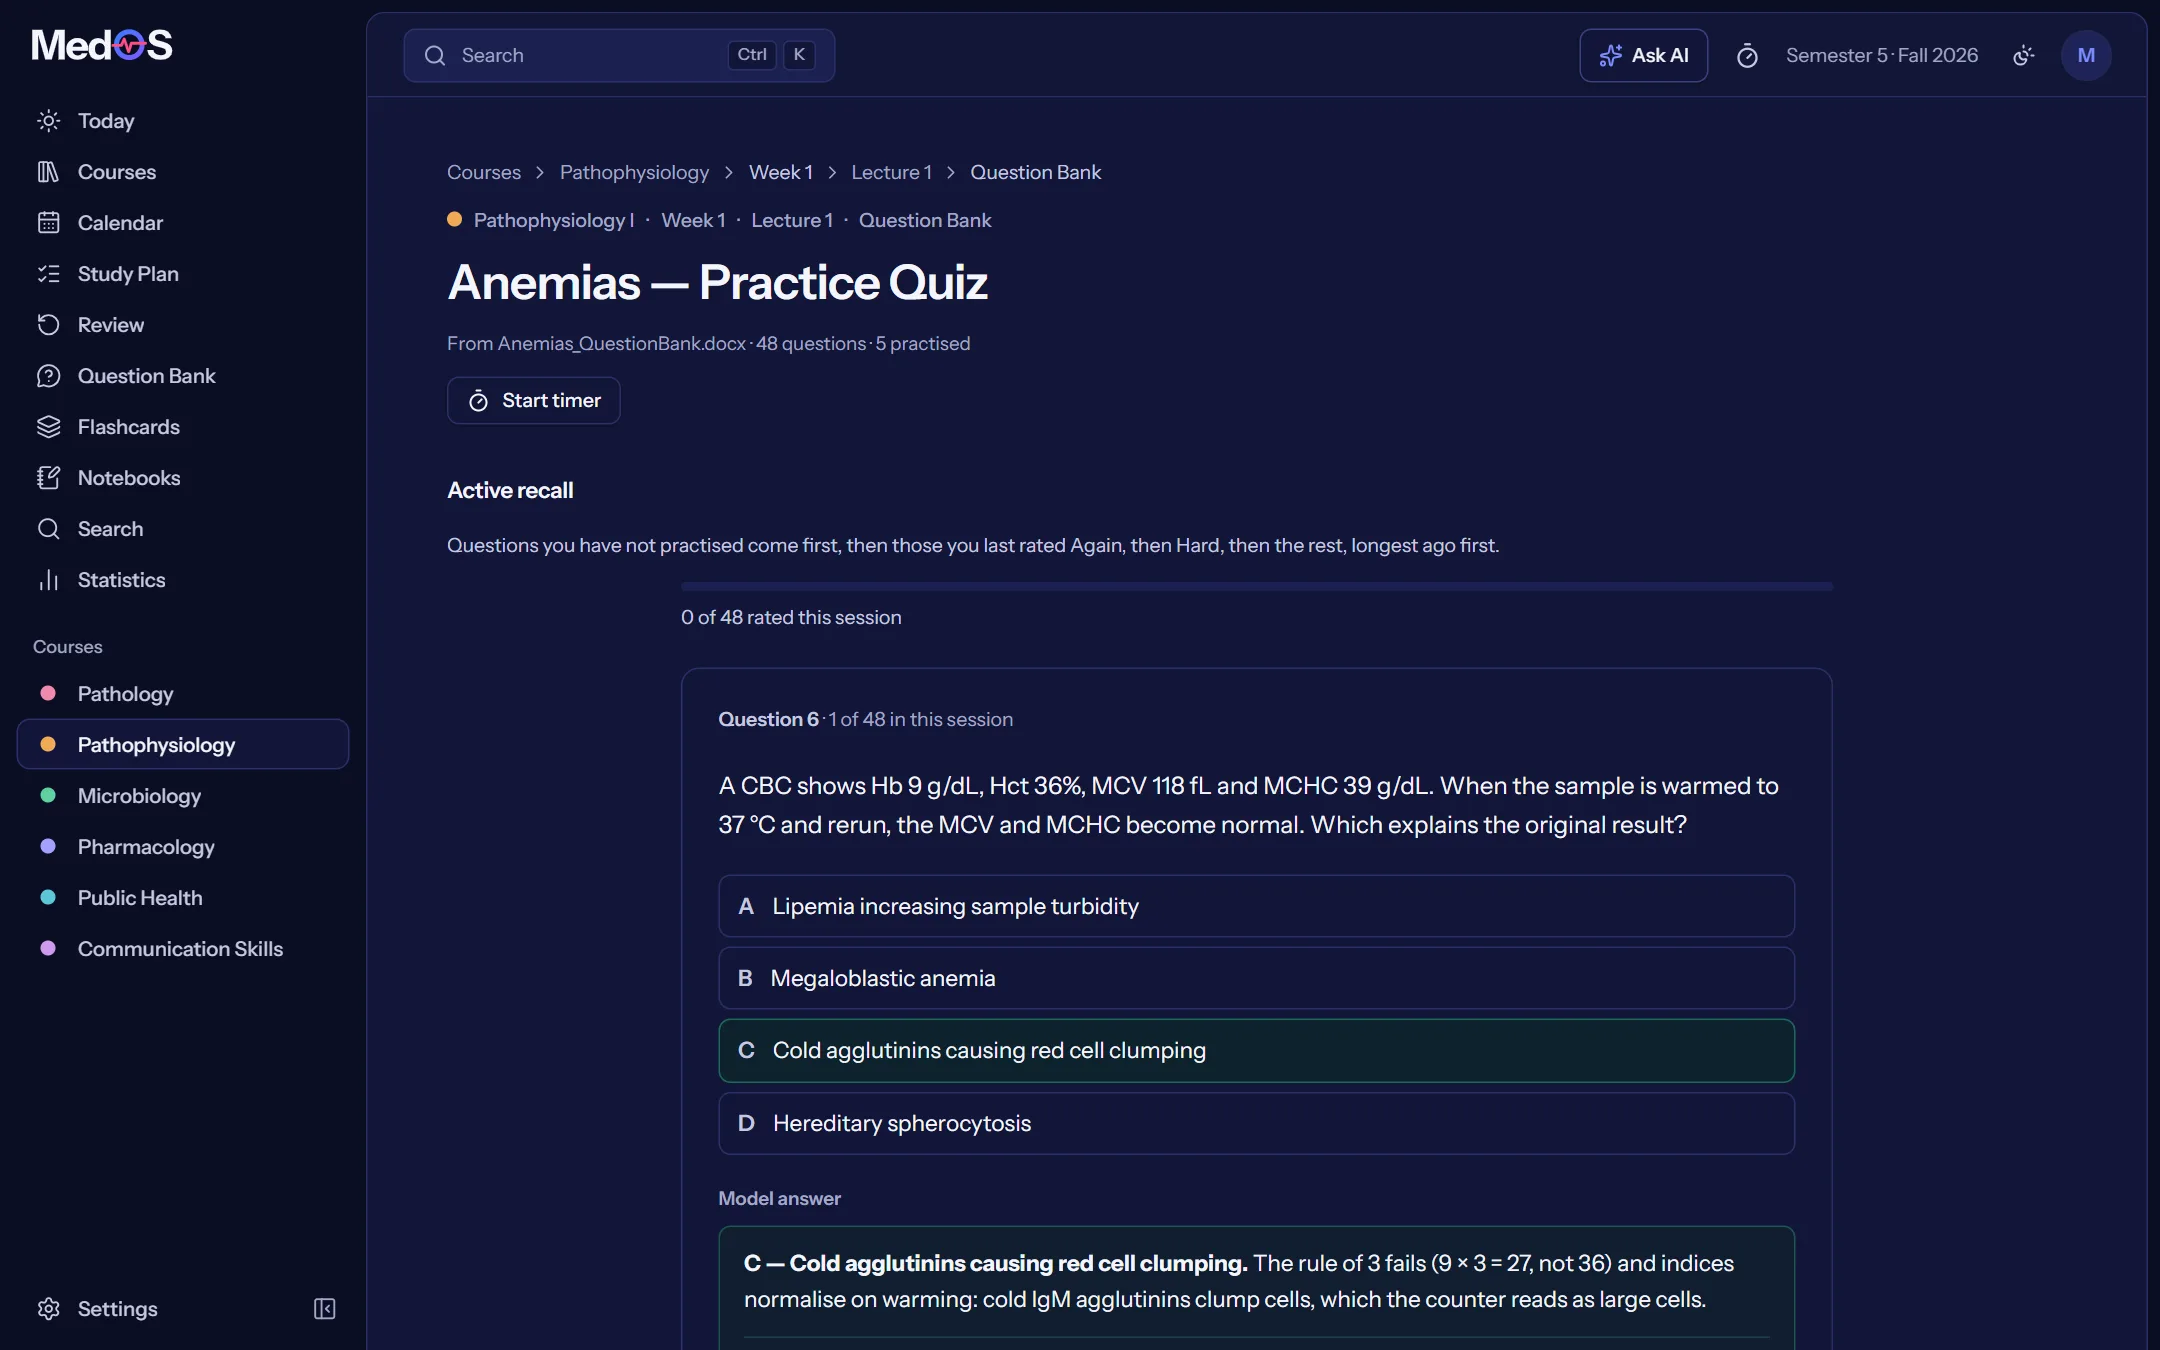 MedOS
Today
Courses
Calendar
Study Plan
Review
Question Bank
Flashcards
Notebooks
Search
Statistics
Courses
Pathology
Pathophysiology
Microbiology
Pharmacology
Public Health
Communication Skills
Settings
Search Ctrl K
Ask AI
Semester 5 · Fall 2026
M
Courses > Pathophysiology > Week 1 > Lecture 1 > Question Bank
Pathophysiology I · Week 1 · Lecture 1 · Question Bank
Anemias — Practice Quiz
From Anemias_QuestionBank.docx · 48 questions · 5 practised
Start timer
Active recall
Questions you have not practised come first, then those you last rated Again, then Hard, then the rest, longest ago first.
0 of 48 rated this session
Question 6 · 1 of 48 in this session
A CBC shows Hb 9 g/dL, Hct 36%, MCV 118 fL and MCHC 39 g/dL. When the sample is warmed to
37 °C and rerun, the MCV and MCHC become normal. Which explains the original result?
A Lipemia increasing sample turbidity
B Megaloblastic anemia
C Cold agglutinins causing red cell clumping
D Hereditary spherocytosis
Model answer
C — Cold agglutinins causing red cell clumping. The rule of 3 fails (9 × 3 = 27, not 36) and indices
normalise on warming: cold IgM agglutinins clump cells, which the counter reads as large cells.